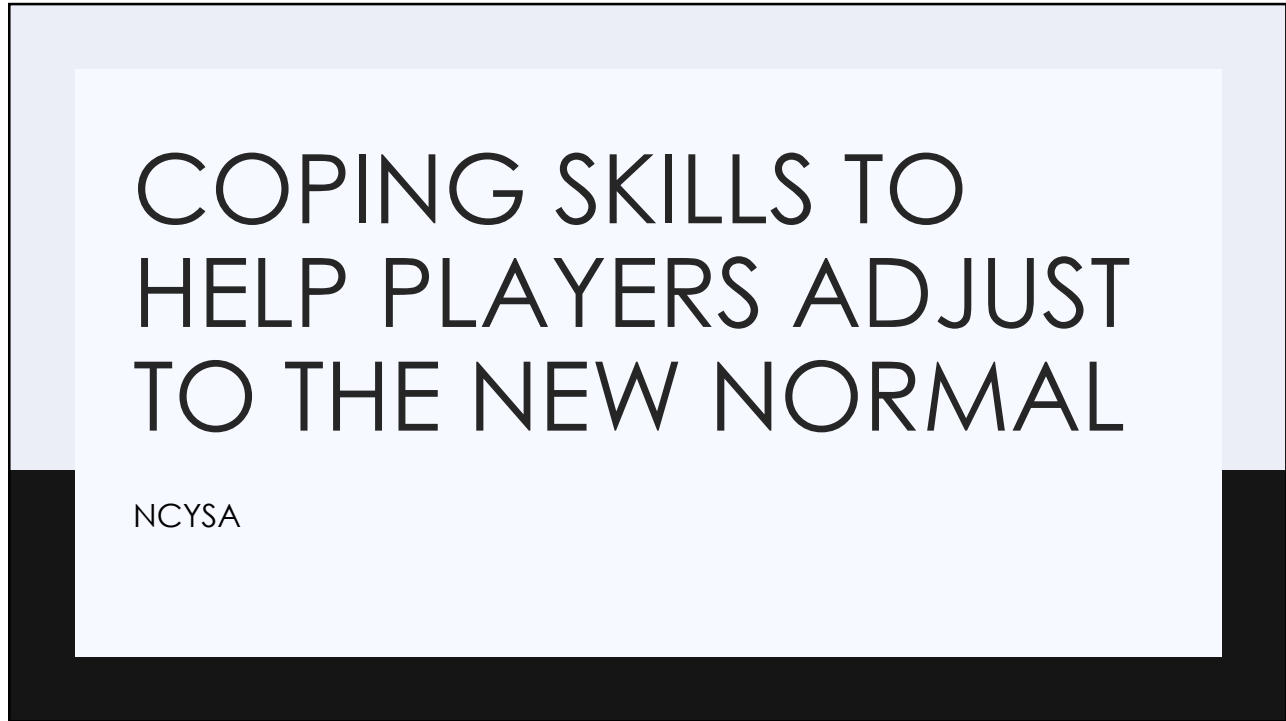 COPING SKILLS TO
HELP PLAYERS ADJUST
TO THE NEW NORMAL
NCYSA